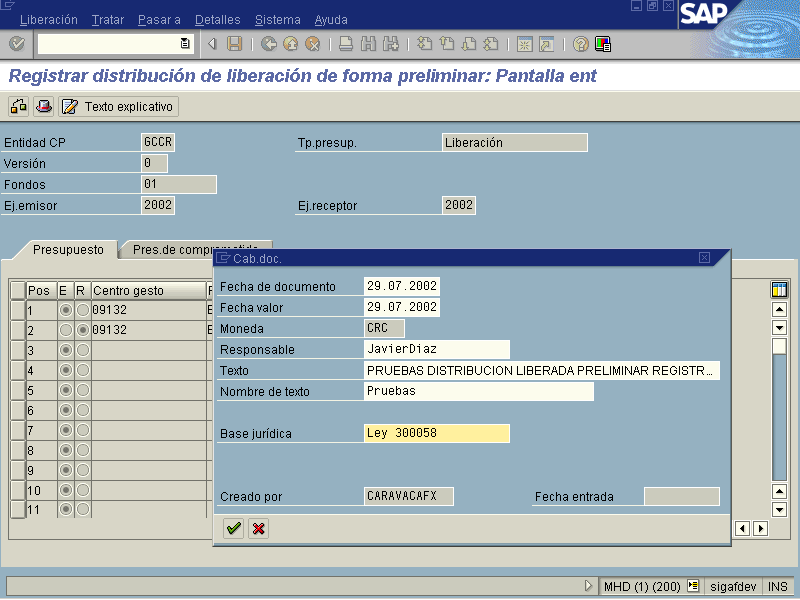 Liberación Tratar Pasar a Detalles Sistema Ayuda
SAP
Registrar distribución de liberación de forma preliminar: Pantalla ent
Texto explicativo
Entidad CP GCCR Tp.presup. Liberación
Versión 0
Fondos 01
Ej.emisor 2002 Ej.receptor 2002
Presupuesto Pres.de comprometido
Cab.doc.
Pos E R Centro gesto
1 09132
2 09132
3
4
5
6
7
8
9
10
11
Fecha de documento 29.07.2002
Fecha valor 29.07.2002
Moneda CRC
Responsable JavierDiaz
Texto PRUEBAS DISTRIBUCION LIBERADA PRELIMINAR REGISTR...
Nombre de texto Pruebas
Base jurídica Ley 300058
Creado por CARAVACAFX Fecha entrada
MHD (1) (200) sigafdev INS